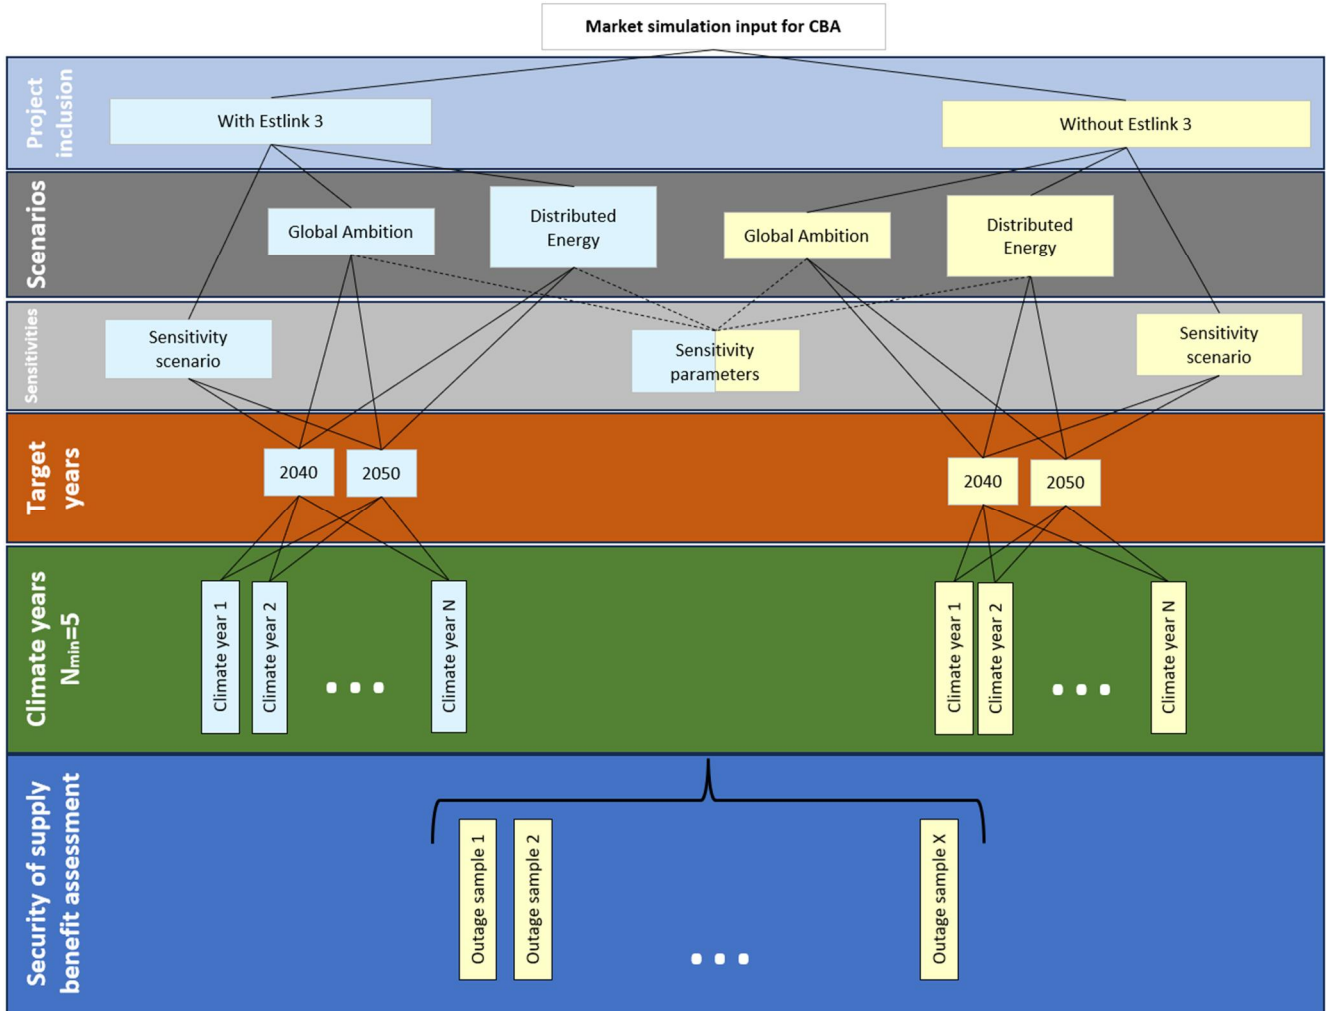 Market simulation input for CBA
Project
inclusion
With Estlink 3
Without Estlink 3
Scenarios
Global Ambition
Distributed
Energy
Global Ambition
Distributed
Energy
Sensitivities
Sensitivity
scenario
Sensitivity
parameters
Sensitivity
scenario
Target
years
2040
2050
2040
2050
Climate years
Nmin=5
Climate year 1
Climate year 2
...
Climate year N
Climate year 1
Climate year 2
...
Climate year N
Security of supply
benefit assessment
Outage sample 1
Outage sample 2
...
Outage sample X